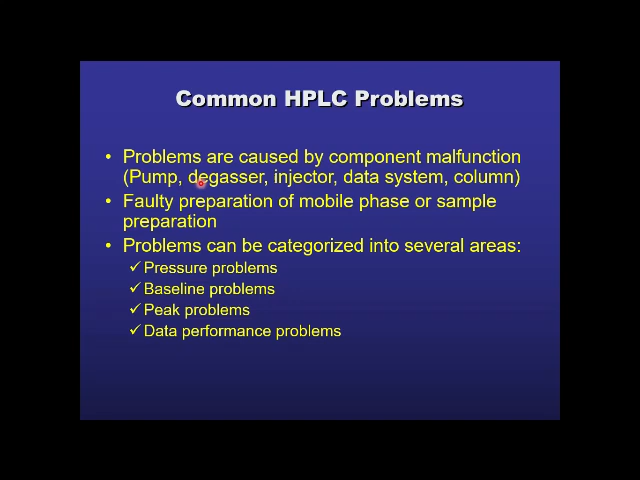 Common HPLC Problems
• Problems are caused by component malfunction
(Pump, degasser, injector, data system, column)
• Faulty preparation of mobile phase or sample
preparation
• Problems can be categorized into several areas:
✓ Pressure problems
✓ Baseline problems
✓ Peak problems
✓ Data performance problems